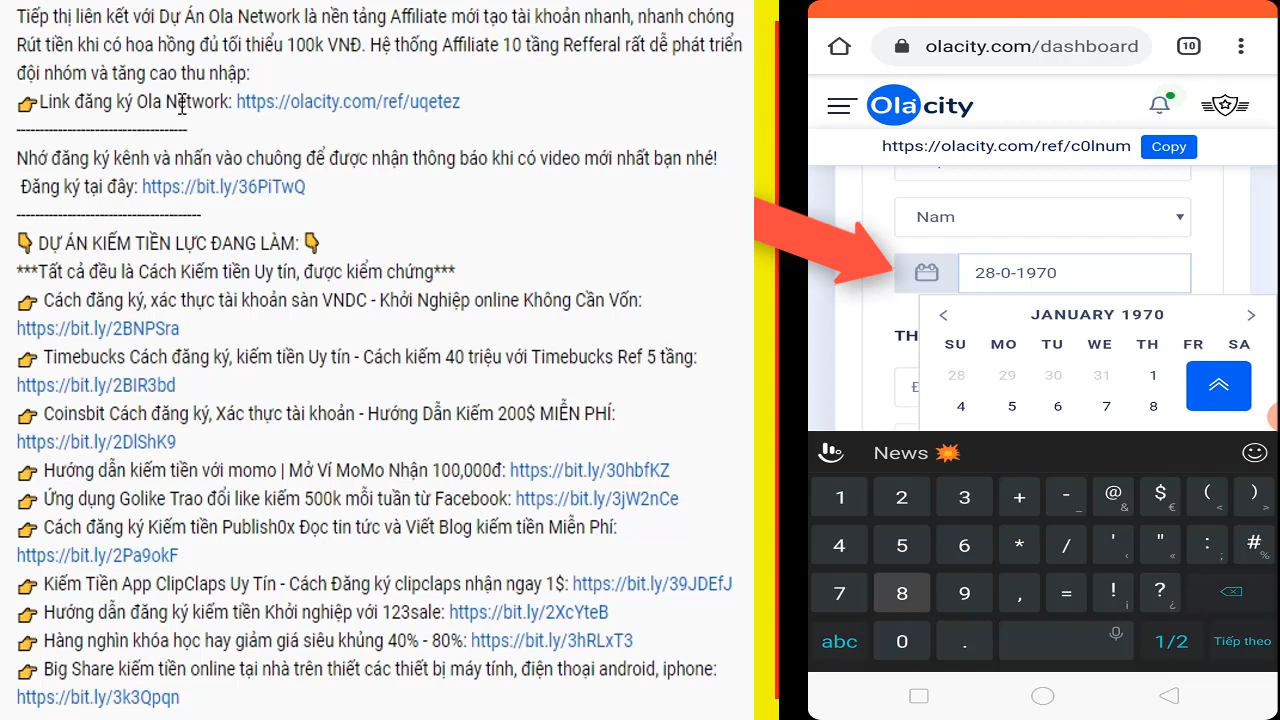 Tiếp thị liên kết với Dự Án Ola Network là nền tảng Affiliate mới tạo tài khoản nhanh, nhanh chóng
Rút tiền khi có hoa hồng đủ tối thiểu 100k VNĐ. Hệ thống Affiliate 10 tầng Refferal rất dễ phát triển
đội nhóm và tăng cao thu nhập:
👉Link đăng ký Ola Network: https://olacity.com/ref/uqetez
-----------------------------------
Nhớ đăng ký kênh và nhấn vào chuông để được nhận thông báo khi có video mới nhất bạn nhé!
Đăng ký tại đây: https://bit.ly/36PiTwQ
--------------------------------------
👇 DỰ ÁN KIẾM TIỀN LỰC ĐANG LÀM: 👇
***Tất cả đều là Cách Kiếm tiền Uy tín, được kiểm chứng***
👉 Cách đăng ký, xác thực tài khoản sàn VNDC - Khởi Nghiệp online Không Cần Vốn:
https://bit.ly/2BNPSra
👉 Timebucks Cách đăng ký, kiếm tiền Uy tín - Cách kiếm 40 triệu với Timebucks Ref 5 tầng:
https://bit.ly/2BIR3bd
👉 Coinsbit Cách đăng ký, Xác thực tài khoản - Hướng Dẫn Kiếm 200$ MIỄN PHÍ:
https://bit.ly/2DlShK9
👉 Hướng dẫn kiếm tiền với momo | Mở Ví MoMo Nhận 100,000đ: https://bit.ly/30hbfKZ
👉 Ứng dụng Golike Trao đổi like kiếm 500k mỗi tuần từ Facebook: https://bit.ly/3jW2nCe
👉 Cách đăng ký Kiếm tiền Publish0x Đọc tin tức và Viết Blog kiếm tiền Miễn Phí:
https://bit.ly/2Pa9okF
👉 Kiếm Tiền App ClipClaps Uy Tín - Cách Đăng ký clipclaps nhận ngay 1$: https://bit.ly/39JDEfJ
👉 Hướng dẫn đăng ký kiếm tiền Khởi nghiệp với 123sale: https://bit.ly/2XcYteB
👉 Hàng nghìn khóa học hay giảm giá siêu khủng 40% - 80%: https://bit.ly/3hRLxT3
👉 Big Share kiếm tiền online tại nhà trên thiết các thiết bị máy tính, điện thoại android, iphone:
https://bit.ly/3k3Qpqn
olacity.com/dashboard 10
Ola city
https://olacity.com/ref/c0lnum Copy
Nam
28-0-1970
JANUARY 1970
SU MO TU WE TH FR SA
28 29 30 31 1
4 5 6 7 8
TH
News 💥
1 2 3 + - _ @ & $ € ( < ) >
4 5 6 * / ' ‹ " « : ; # %
7 8 9 , = ! ¡ ? ¿
abc 0 . 1/2 Tiếp theo